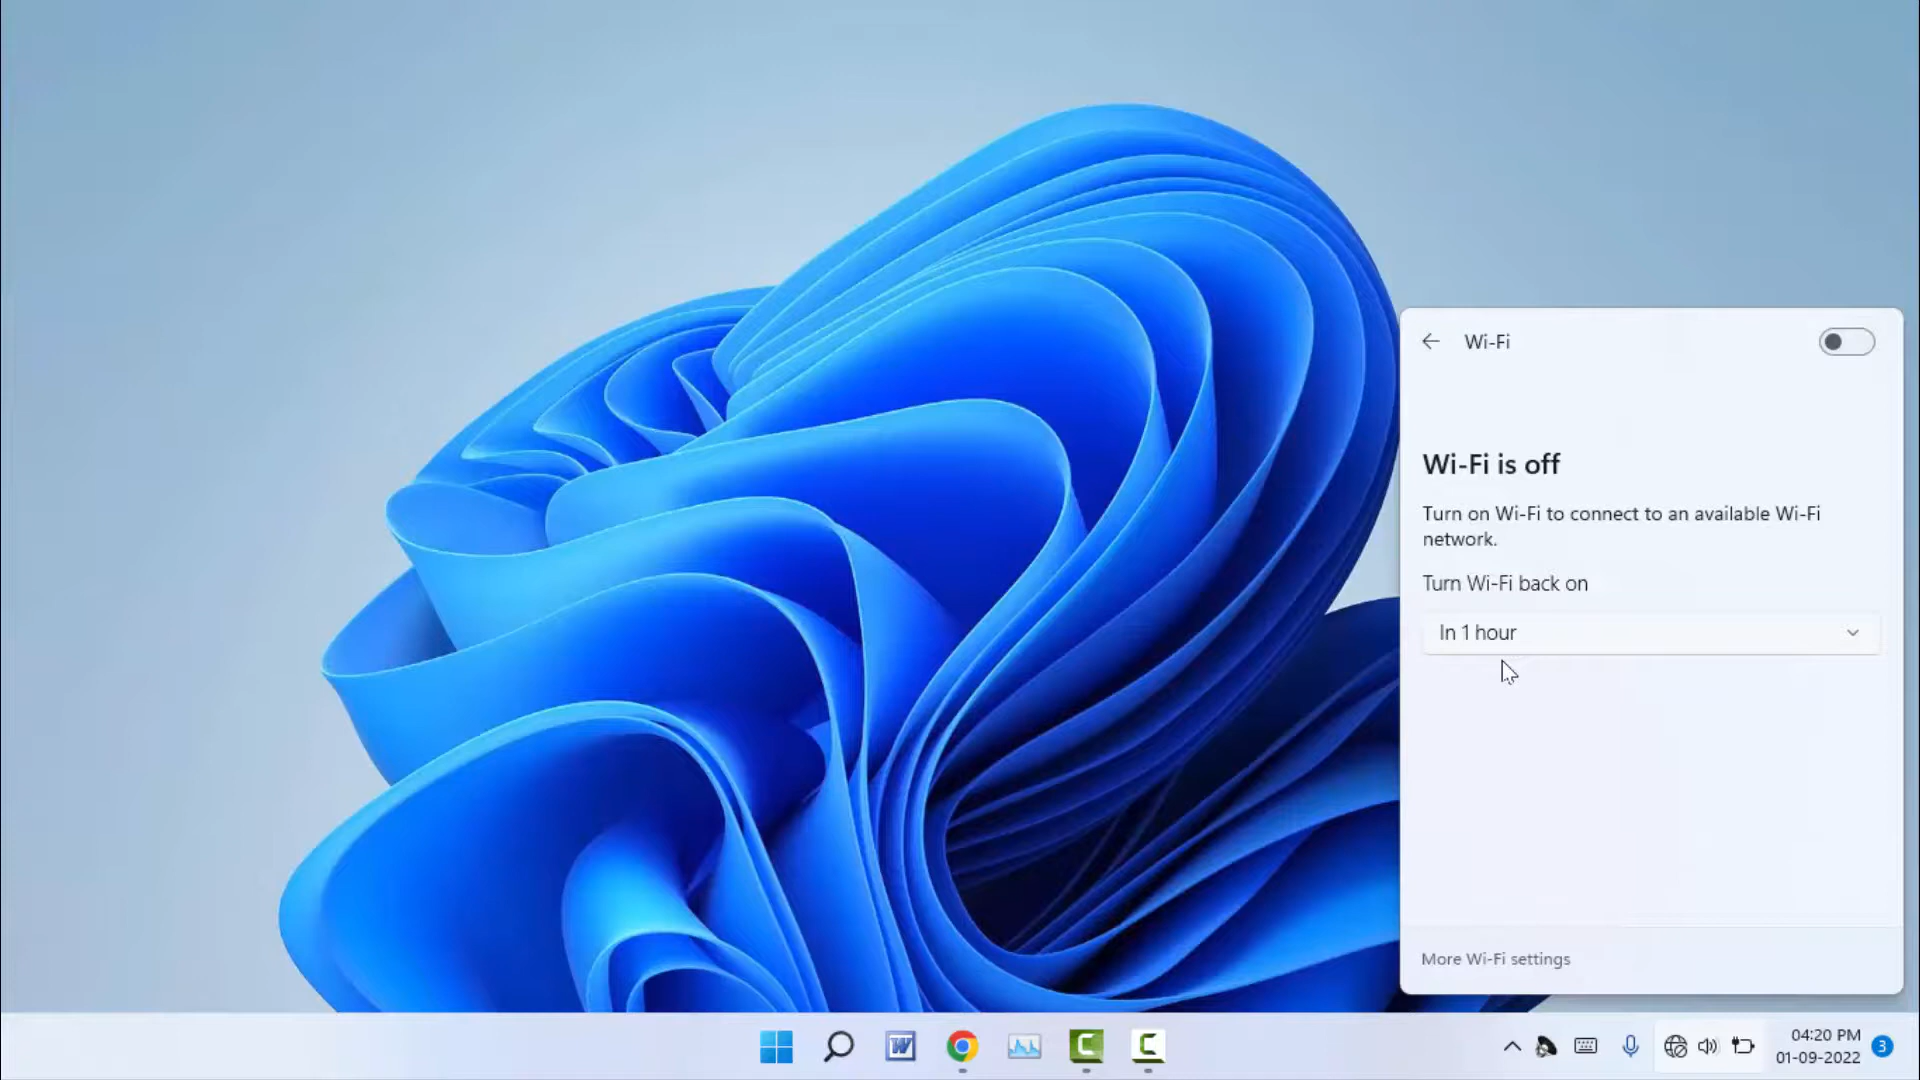 Wi-Fi
Wi-Fi is off
Turn on Wi-Fi to connect to an available Wi-Fi
network.
Turn Wi-Fi back on
In 1 hour
More Wi-Fi settings
W
C
C
04:20 PM
01-09-2022
3